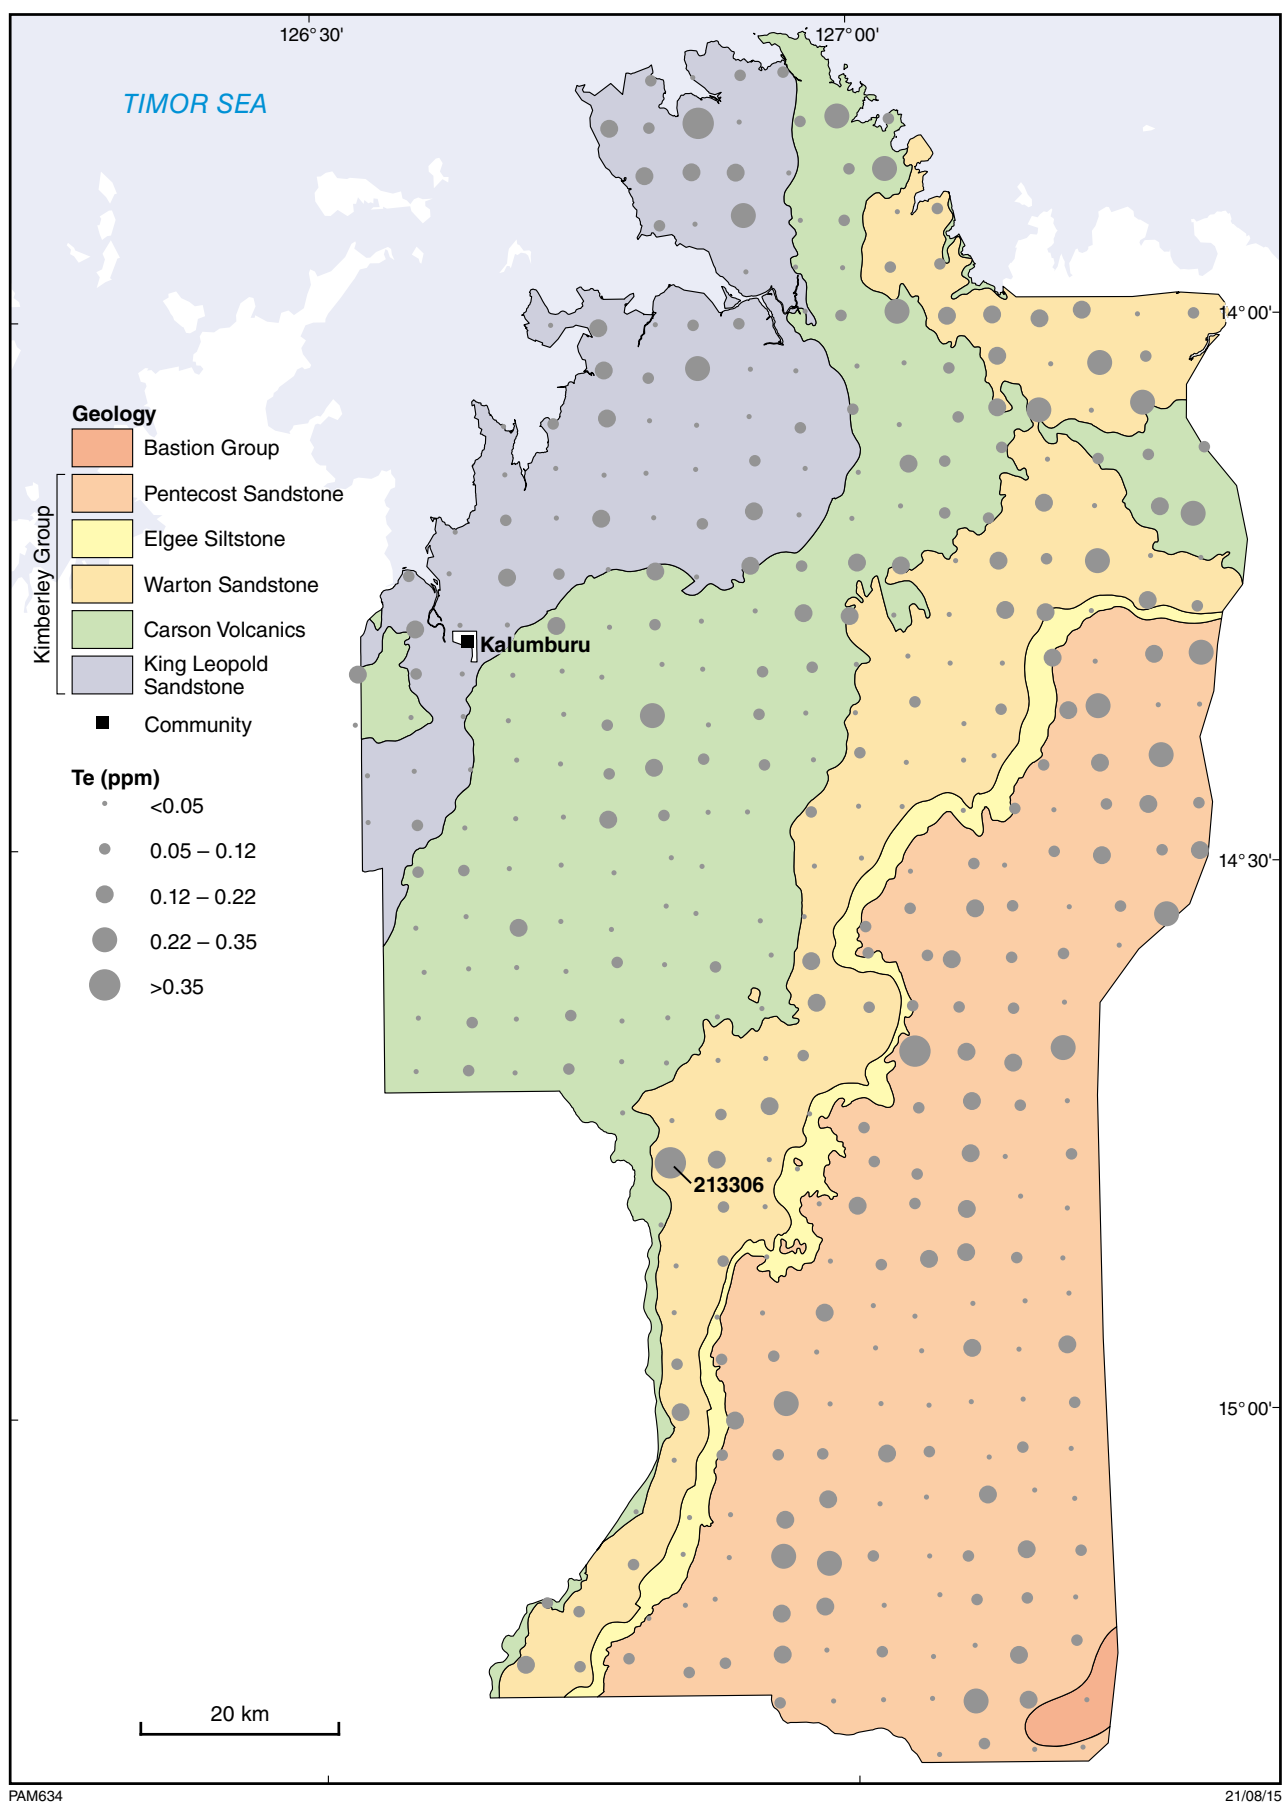 126° 30'
127° 00'
TIMOR SEA
14° 00'
Geology
Bastion Group
Pentecost Sandstone
Elgee Siltstone
Warton Sandstone
Carson Volcanics
King Leopold
Sandstone
Kimberley Group
Community
Kalumburu
Te (ppm)
<0.05
0.05 – 0.12
0.12 – 0.22
0.22 – 0.35
>0.35
14° 30'
213306
15° 00'
20 km
PAM634
21/08/15